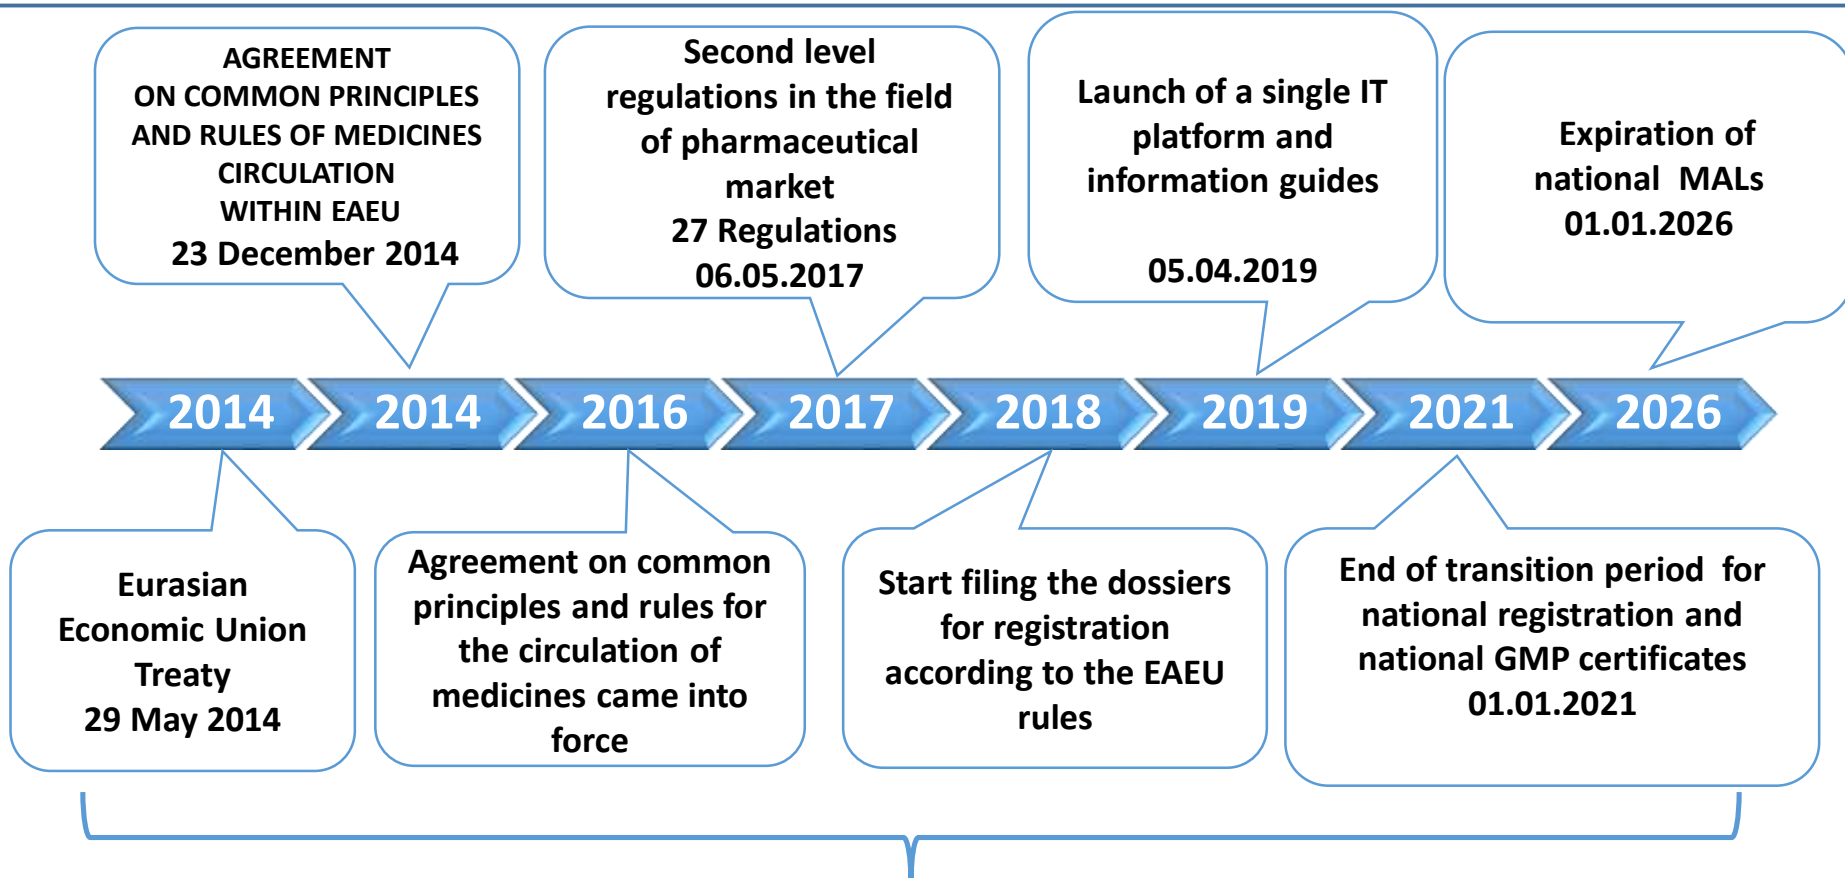 AGREEMENT
ON COMMON PRINCIPLES
AND RULES OF MEDICINES
CIRCULATION
WITHIN EAEU
23 December 2014
Second level
regulations in the field
of pharmaceutical
market
27 Regulations
06.05.2017
Launch of a single IT
platform and
information guides
05.04.2019
Expiration of
national MALs
01.01.2026
2014
2014
2016
2017
2018
2019
2021
2026
Eurasian
Economic Union
Treaty
29 May 2014
Agreement on common
principles and rules for
the circulation of
medicines came into
force
Start filing the dossiers
for registration
according to the EAEU
rules
End of transition period for
national registration and
national GMP certificates
01.01.2021